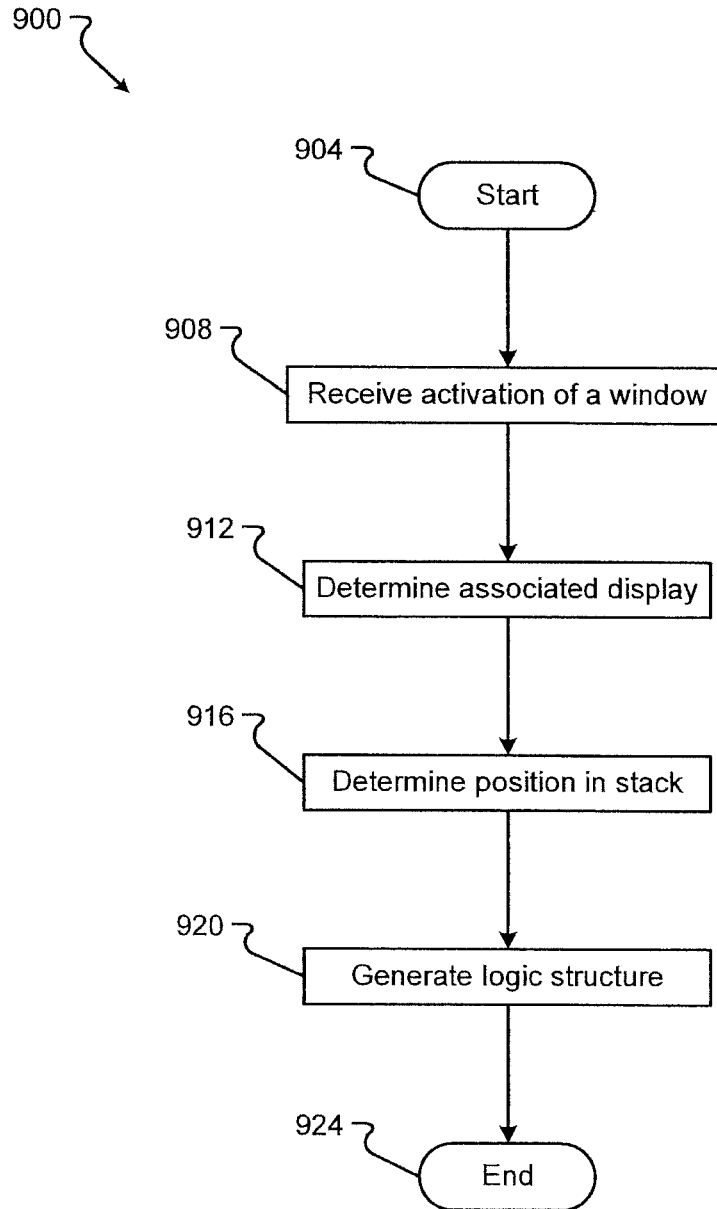 900
904
Start
908
Receive activation of a window
912
Determine associated display
916
Determine position in stack
920
Generate logic structure
924
End